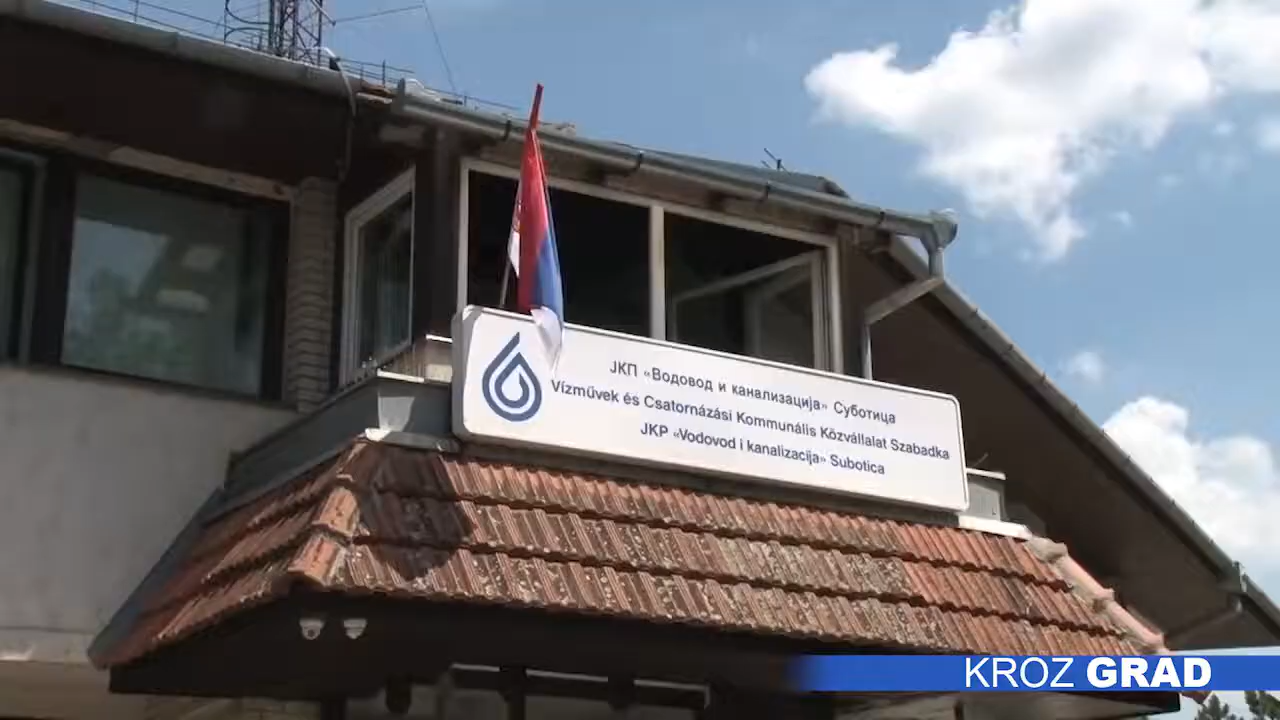 ЈКП «Водовод и канализација» Суботица
Vízművek és Csatornázási Kommunális Közvállalat Szabadka
JKP «Vodovod i kanalizacija» Subotica
KROZ GRAD